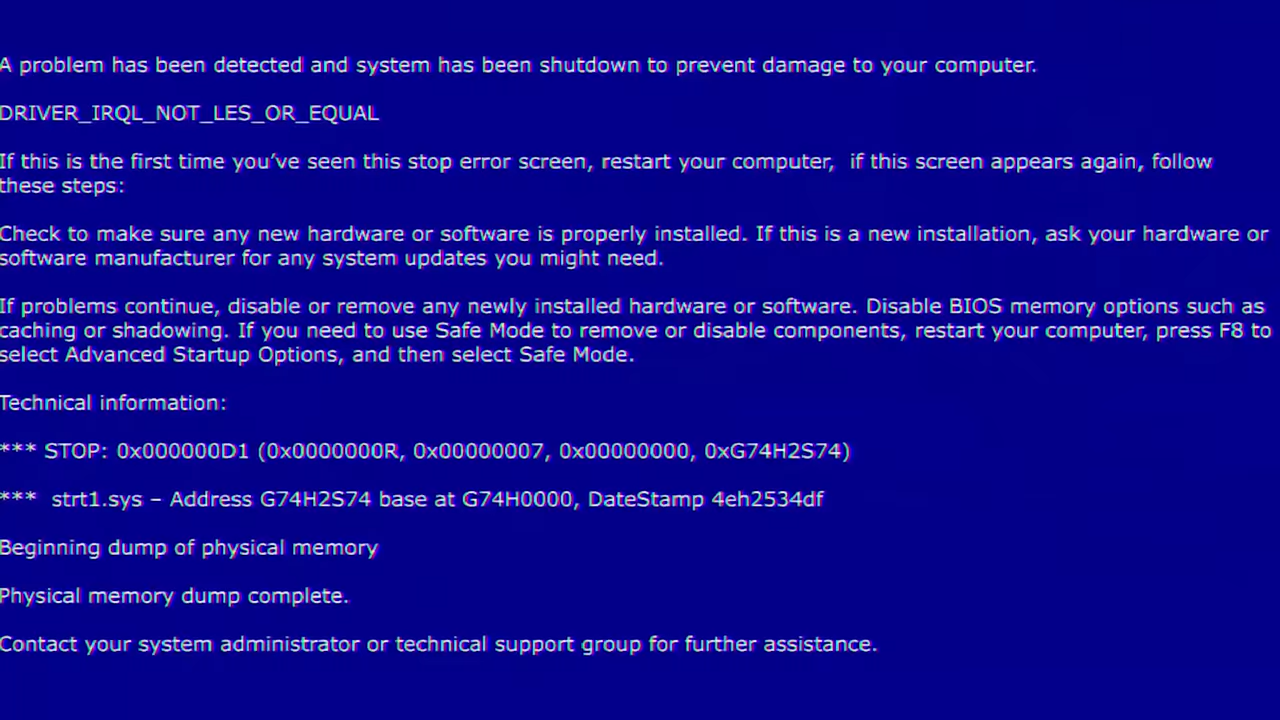 A problem has been detected and system has been shutdown to prevent damage to your computer.
DRIVER_IRQL_NOT_LES_OR_EQUAL
If this is the first time you’ve seen this stop error screen, restart your computer,  if this screen appears again, follow
these steps:
Check to make sure any new hardware or software is properly installed. If this is a new installation, ask your hardware or
software manufacturer for any system updates you might need.
If problems continue, disable or remove any newly installed hardware or software. Disable BIOS memory options such as
caching or shadowing. If you need to use Safe Mode to remove or disable components, restart your computer, press F8 to
select Advanced Startup Options, and then select Safe Mode.
Technical information:
*** STOP: 0x000000D1 (0x0000000R, 0x00000007, 0x00000000, 0xG74H2S74)
***  strt1.sys – Address G74H2S74 base at G74H0000, DateStamp 4eh2534df
Beginning dump of physical memory
Physical memory dump complete.
Contact your system administrator or technical support group for further assistance.